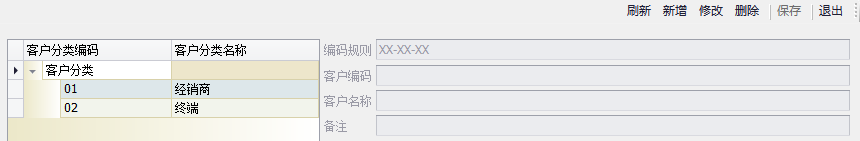 刷新 新增 修改 删除 保存 退出
客户分类编码 客户分类名称
客户分类
01 经销商
02 终端
编码规则 XX-XX-XX
客户编码
客户名称
备注